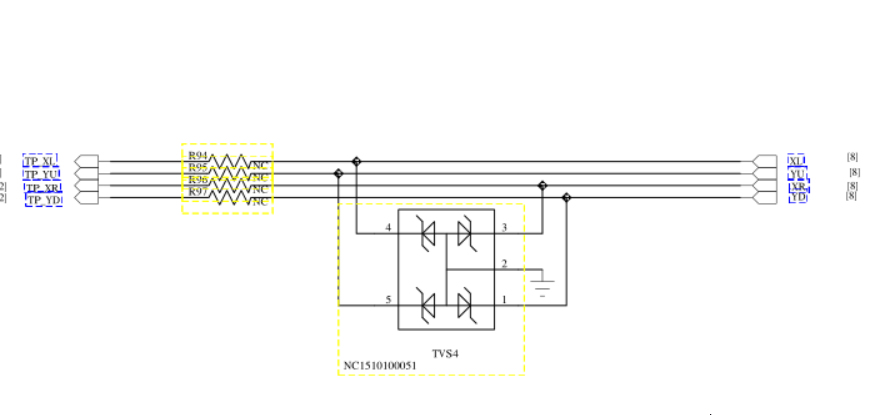 R94
TP_XL NC XL [8]
R95
TP_YU NC YU [8]
R96
2] TP_XR NC XR [8]
R97
2] TP_YD NC YD [8]
4 3
2
5 1
TVS4
NC1510100051